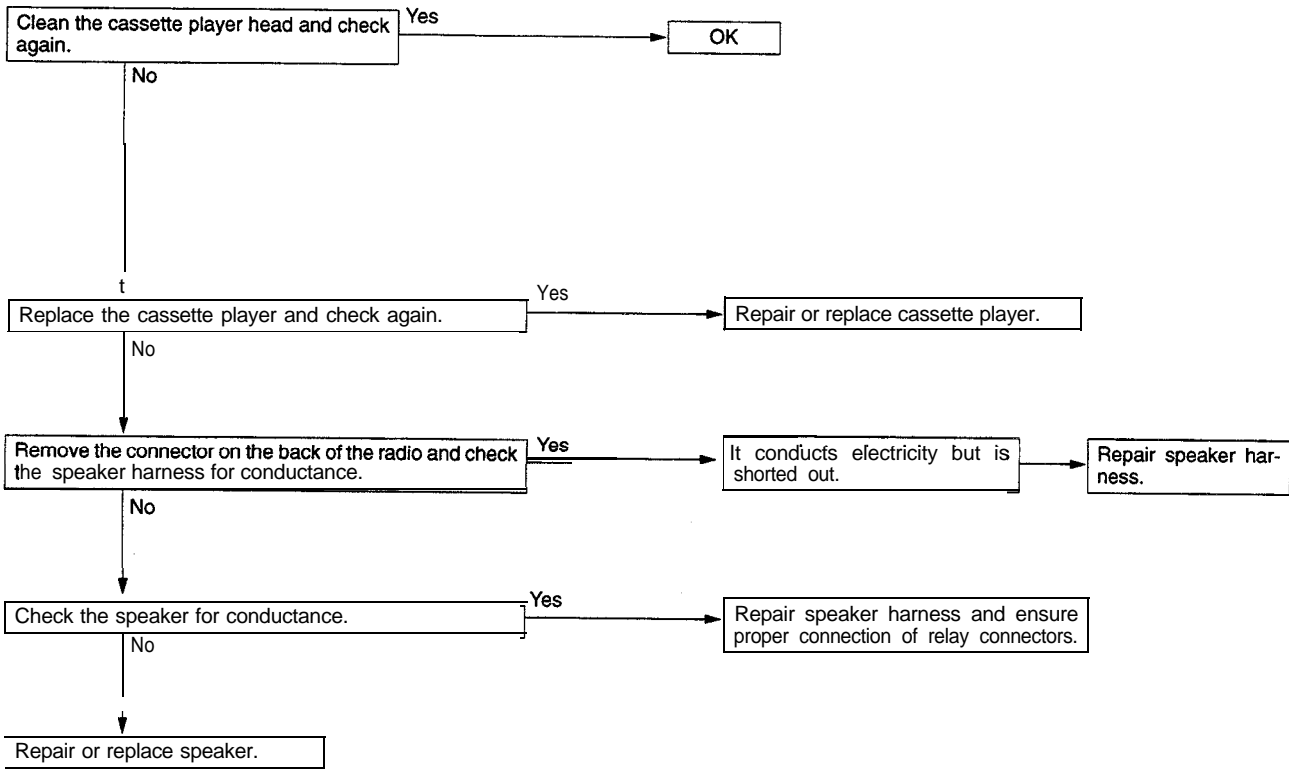 Clean the cassette player head and check
again.
Yes
OK
No
t
Replace the cassette player and check again.
Yes
Repair or replace cassette player.
No
Remove the connector on the back of the radio and check
the speaker harness for conductance.
Yes
It conducts electricity but is
shorted out.
Repair speaker har-
ness.
No
Check the speaker for conductance.
Yes
Repair speaker harness and ensure
proper connection of relay connectors.
No
Repair or replace speaker.